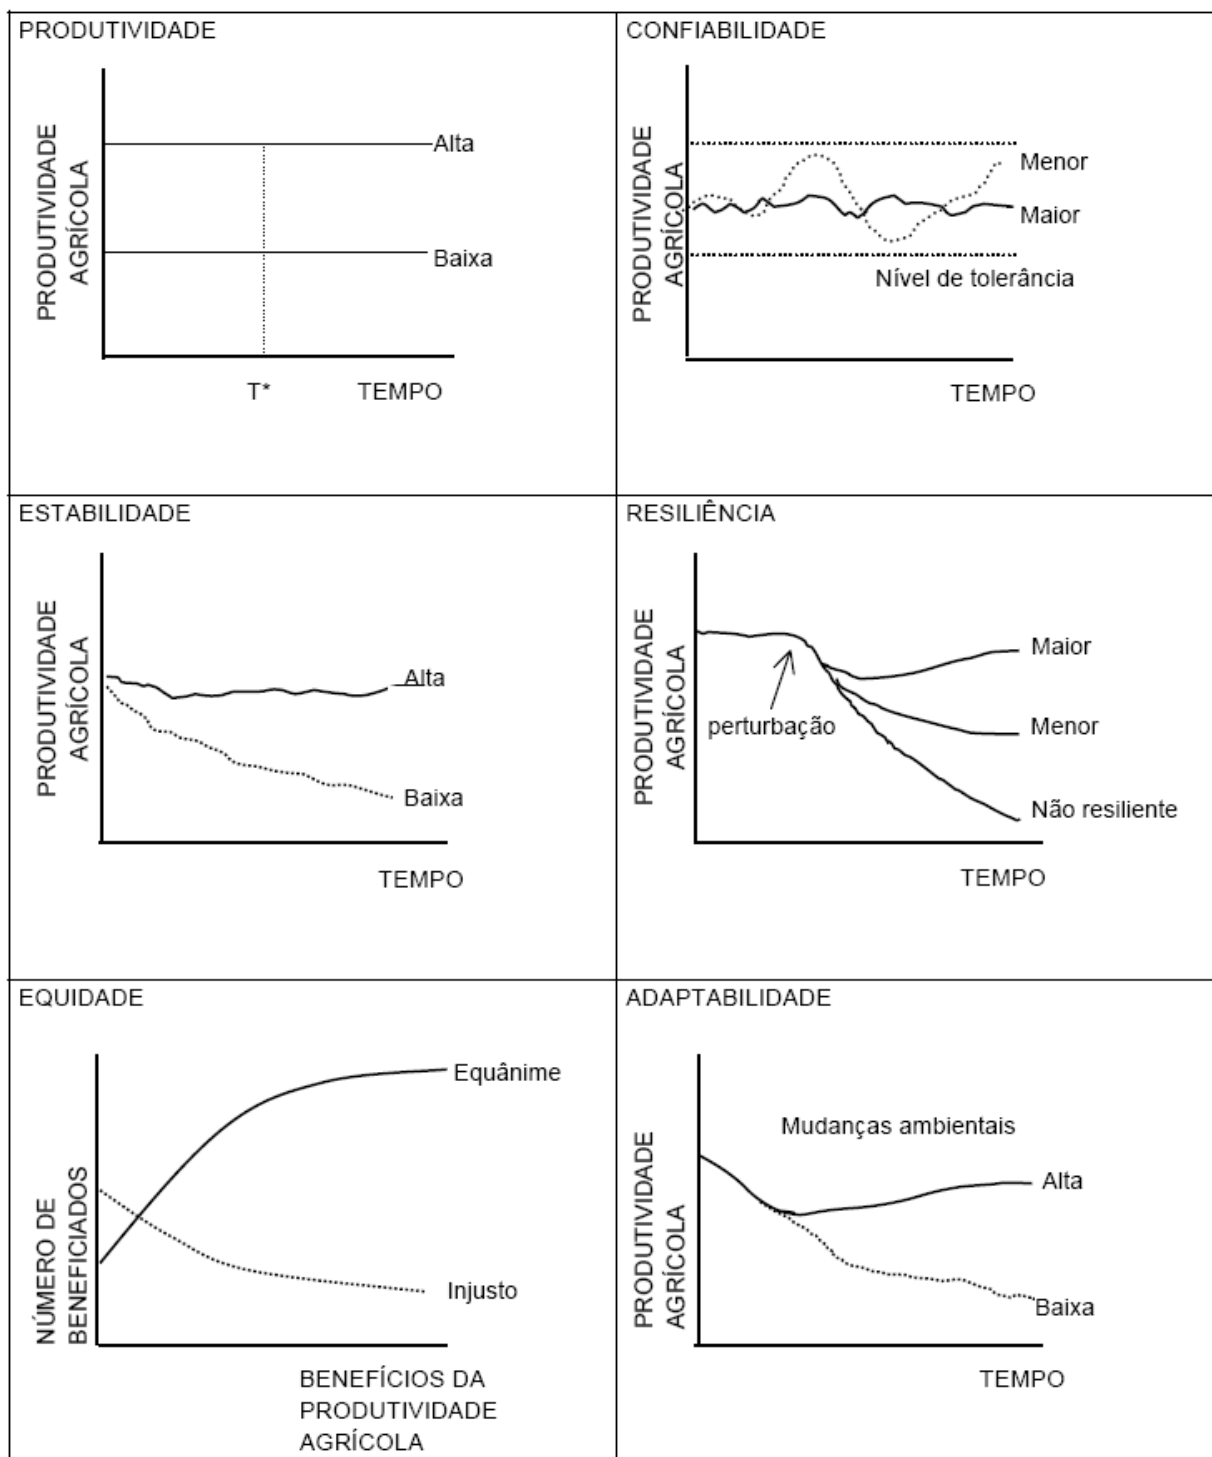 PRODUTIVIDADE
PRODUTIVIDADE
AGRÍCOLA
Alta
Baixa
T*
TEMPO
CONFIABILIDADE
PRODUTIVIDADE
AGRÍCOLA
Menor
Maior
Nível de tolerância
TEMPO
ESTABILIDADE
PRODUTIVIDADE
AGRÍCOLA
Alta
Baixa
TEMPO
RESILIÊNCIA
PRODUTIVIDADE
AGRÍCOLA
perturbação
Maior
Menor
Não resiliente
TEMPO
EQUIDADE
NÚMERO DE
BENEFICIADOS
Equânime
Injusto
BENEFÍCIOS DA
PRODUTIVIDADE
AGRÍCOLA
ADAPTABILIDADE
PRODUTIVIDADE
AGRÍCOLA
Mudanças ambientais
Alta
Baixa
TEMPO